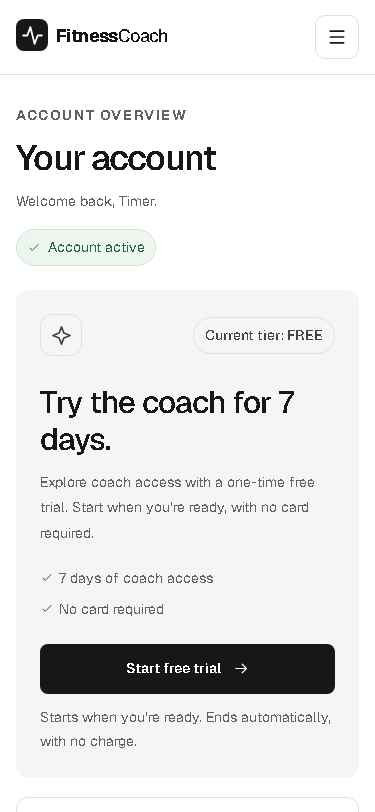 FitnessCoach
ACCOUNT OVERVIEW
Your account
Welcome back, Timer.
Account active
Current tier: FREE
Try the coach for 7
days.
Explore coach access with a one-time free
trial. Start when you're ready, with no card
required.
7 days of coach access
No card required
Start free trial
Starts when you're ready. Ends automatically,
with no charge.